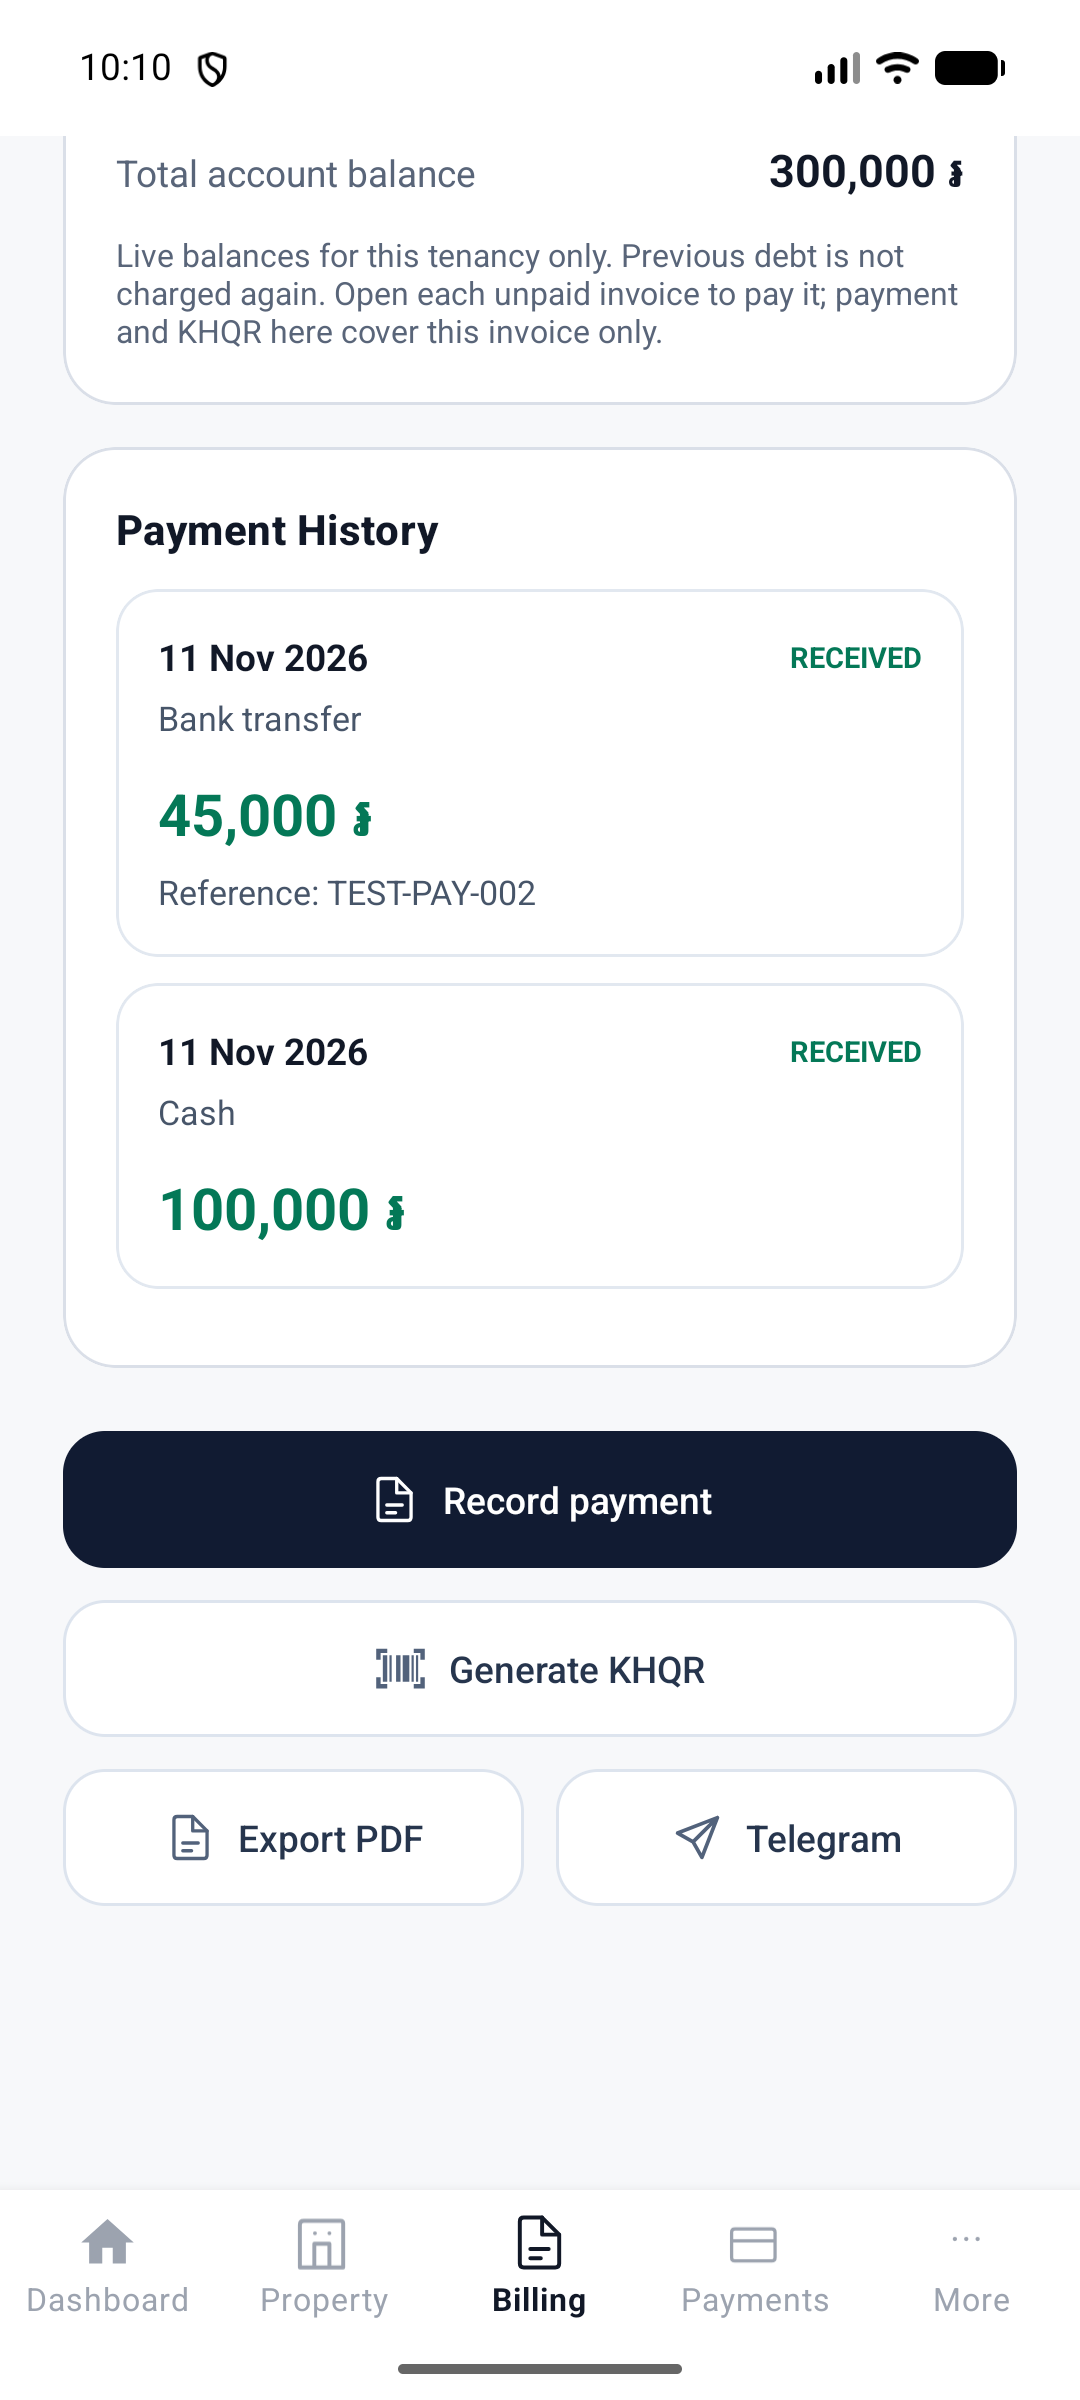 10:10
Total account balance 300,000 ៛
Live balances for this tenancy only. Previous debt is not
charged again. Open each unpaid invoice to pay it; payment
and KHQR here cover this invoice only.
Payment History
11 Nov 2026 RECEIVED
Bank transfer
45,000 ៛
Reference: TEST-PAY-002
11 Nov 2026 RECEIVED
Cash
100,000 ៛
Record payment
Generate KHQR
Export PDF Telegram
Dashboard Property Billing Payments More